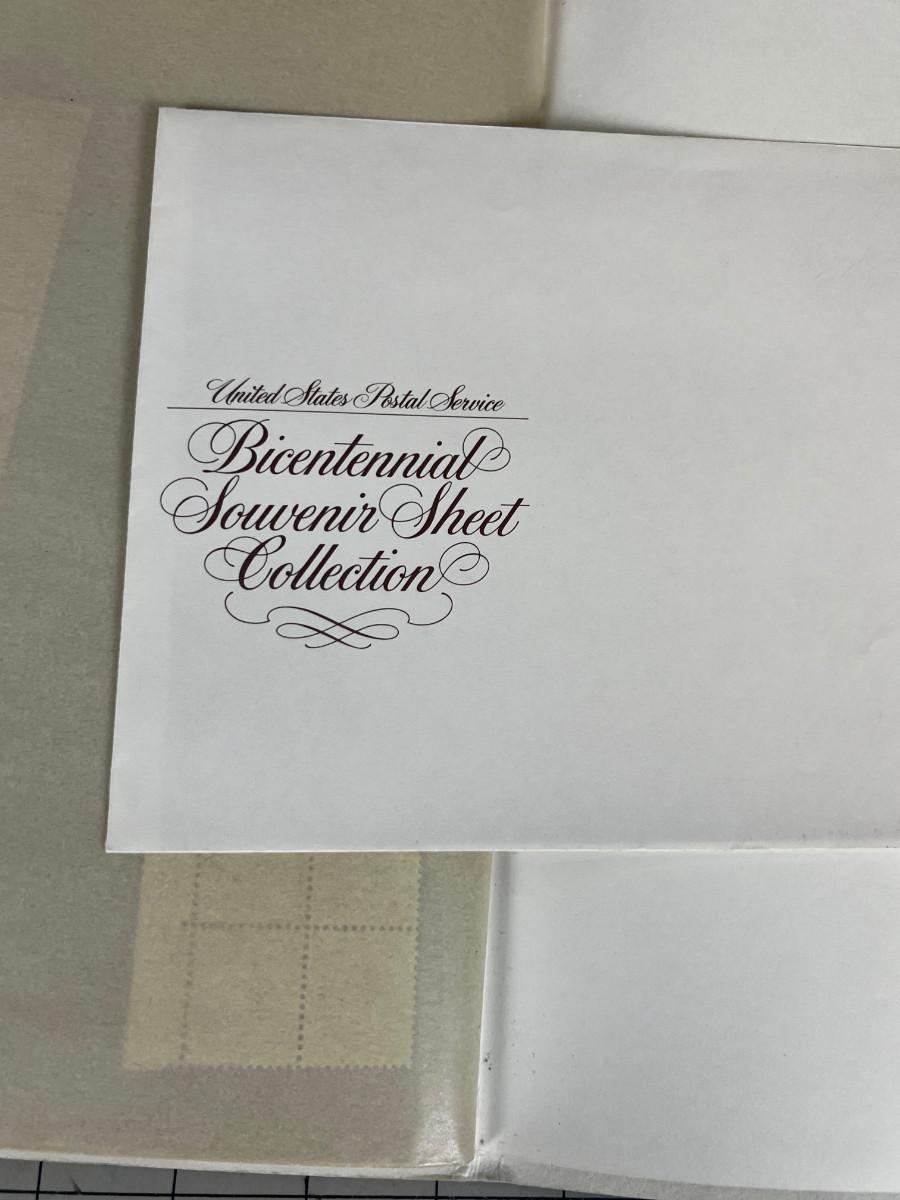 United States Postal Service
Bicentennial
Souvenir Sheet
Collection